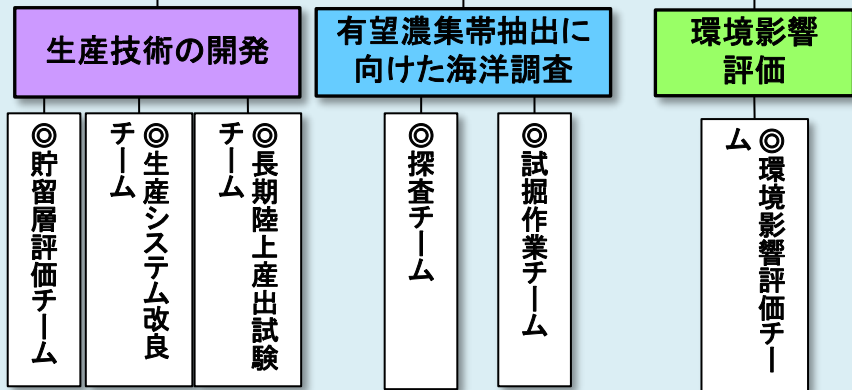 生産技術の開発
有望濃集帯抽出に
向けた海洋調査
環境影響
評価
◎貯留層評価チーム
◎生産システム改良
チーム
◎長期陸上産出試験
チーム
◎探査チーム
◎試掘作業チーム
◎環境影響評価チー
ム